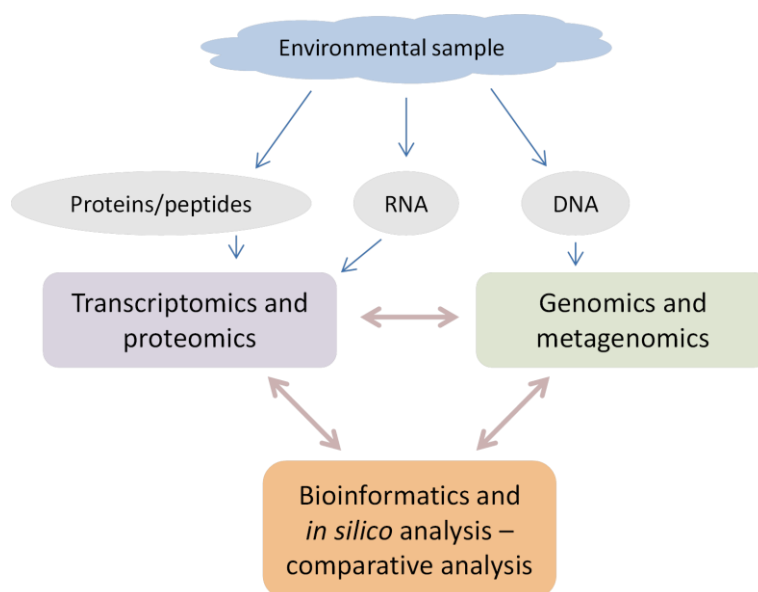 Environmental sample
Proteins/peptides
RNA
DNA
Transcriptomics and
proteomics
Genomics and
metagenomics
Bioinformatics and
in silico analysis –
comparative analysis